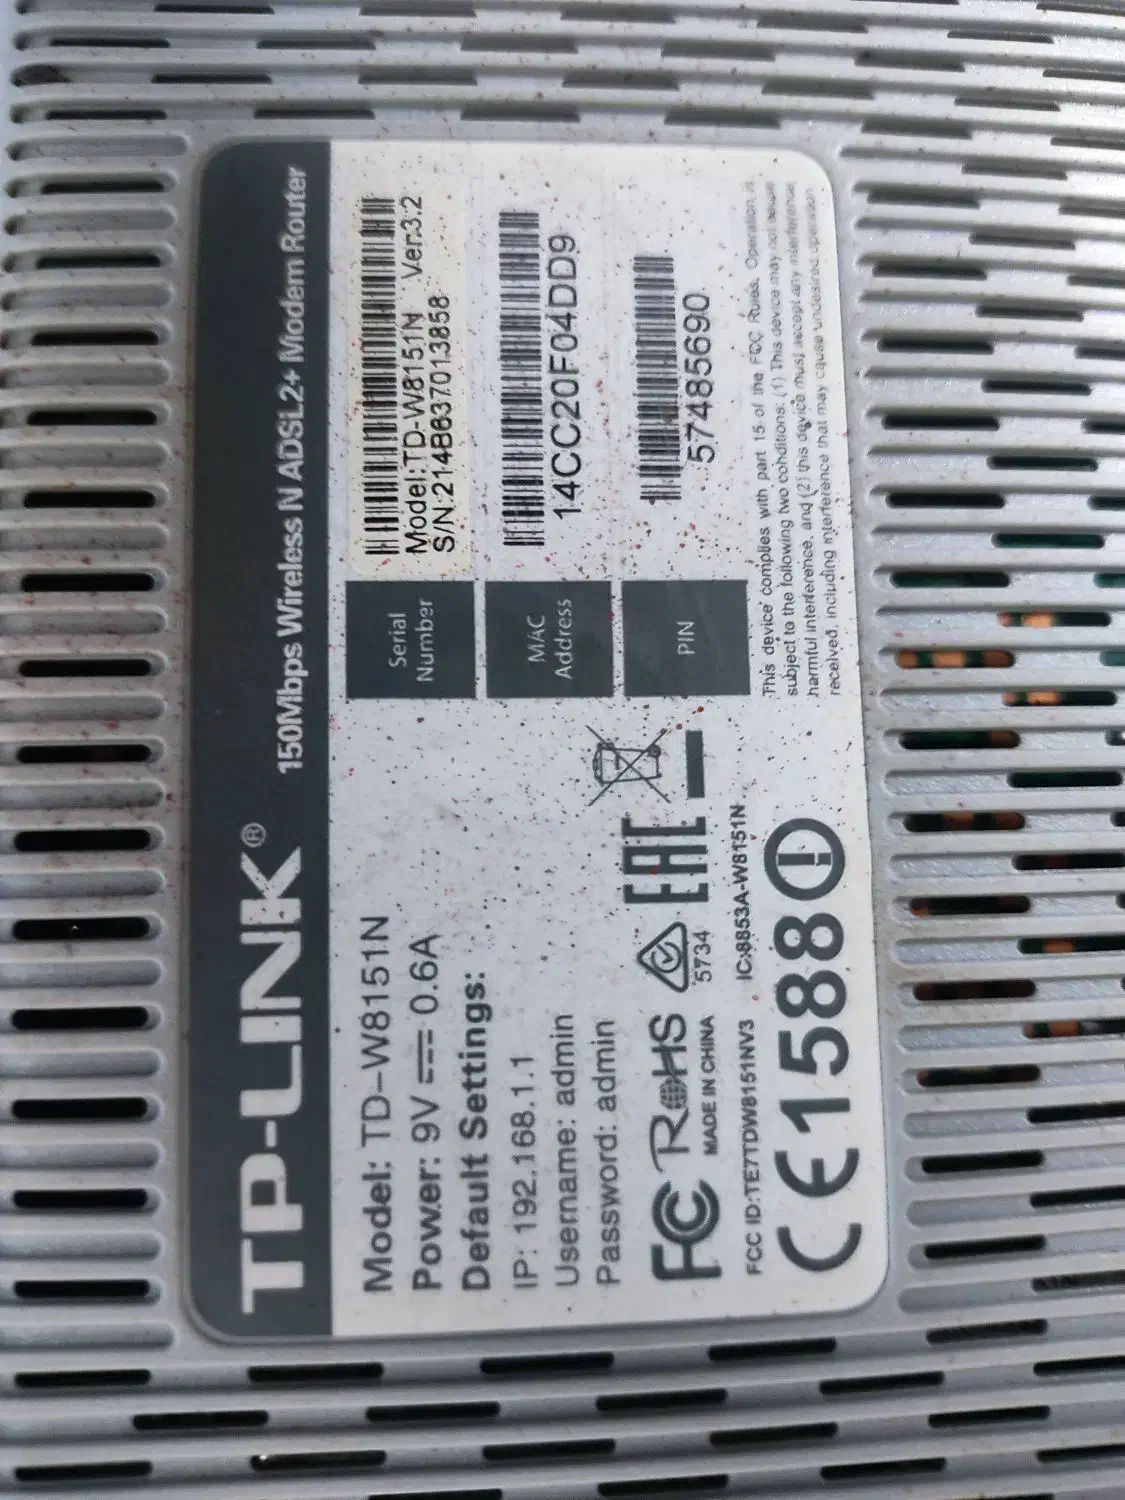 TP-LINK® 150Mbps Wireless N ADSL2+ Modem Router
Model: TD-W8151N
Power: 9V 0.6A
Default Settings:
IP: 192.168.1.1
Username: admin
Password: admin
FC RoHS 5734 EAC
MADE IN CHINA
FCC ID:TE7TDW8151NV3 IC:8853A-W8151N
CE1588
Serial
Number
Model:TD-W8151N Ver:3.2
S/N:214B637013858
MAC
Address
14CC20F04DD9
PIN
57485690
This device complies with part 15 of the FCC Rules. Operation is
subject to the following two conditions: (1) This device may not cause
harmful interference, and (2) this device must accept any interference
received, including interference that may cause undesired operation.